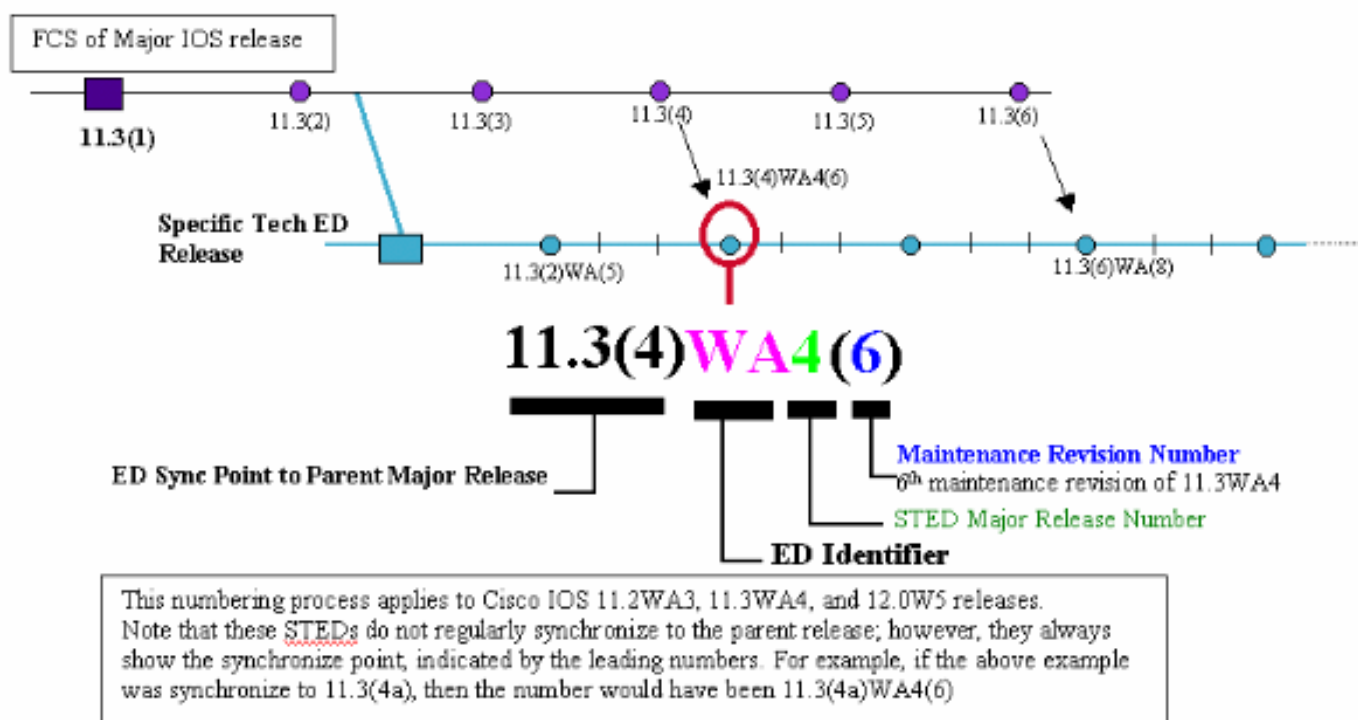 FCS of Major IOS release
11.3(1)
11.3(2)
11.3(3)
11.3(4)
11.3(5)
11.3(6)
11.3(4)WA4(6)
Specific Tech ED
Release
11.3(2)WA(5)
11.3(6)WA(8)
11.3(4)WA4(6)
ED Sync Point to Parent Major Release
Maintenance Revision Number
6th maintenance revision of 11.3WA4
STED Major Release Number
ED Identifier
This numbering process applies to Cisco IOS 11.2WA3, 11.3WA4, and 12.0W5 releases.
Note that these STEDs do not regularly synchronize to the parent release; however, they always
show the synchronize point, indicated by the leading numbers. For example, if the above example
was synchronize to 11.3(4a), then the number would have been 11.3(4a)WA4(6)